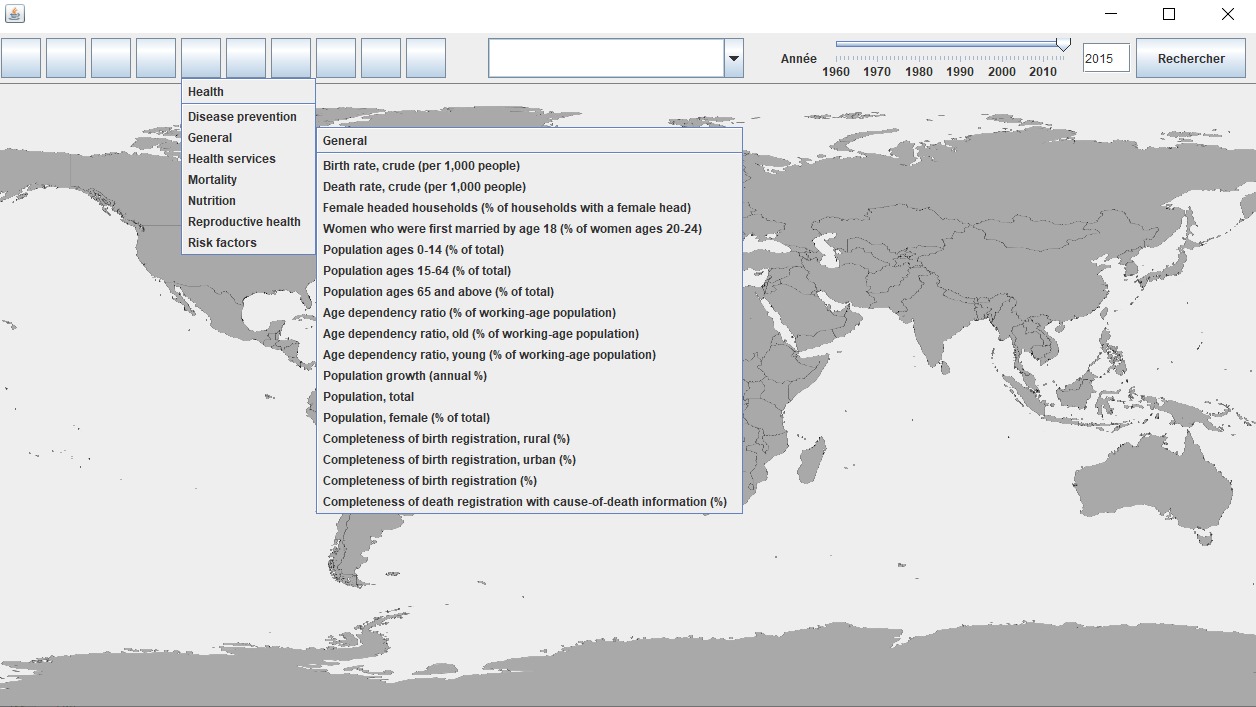 Année
1960 1970 1980 1990 2000 2010
2015
Rechercher
Health
Disease prevention
General
Health services
Mortality
Nutrition
Reproductive health
Risk factors
General
Birth rate, crude (per 1,000 people)
Death rate, crude (per 1,000 people)
Female headed households (% of households with a female head)
Women who were first married by age 18 (% of women ages 20-24)
Population ages 0-14 (% of total)
Population ages 15-64 (% of total)
Population ages 65 and above (% of total)
Age dependency ratio (% of working-age population)
Age dependency ratio, old (% of working-age population)
Age dependency ratio, young (% of working-age population)
Population growth (annual %)
Population, total
Population, female (% of total)
Completeness of birth registration, rural (%)
Completeness of birth registration, urban (%)
Completeness of birth registration (%)
Completeness of death registration with cause-of-death information (%)